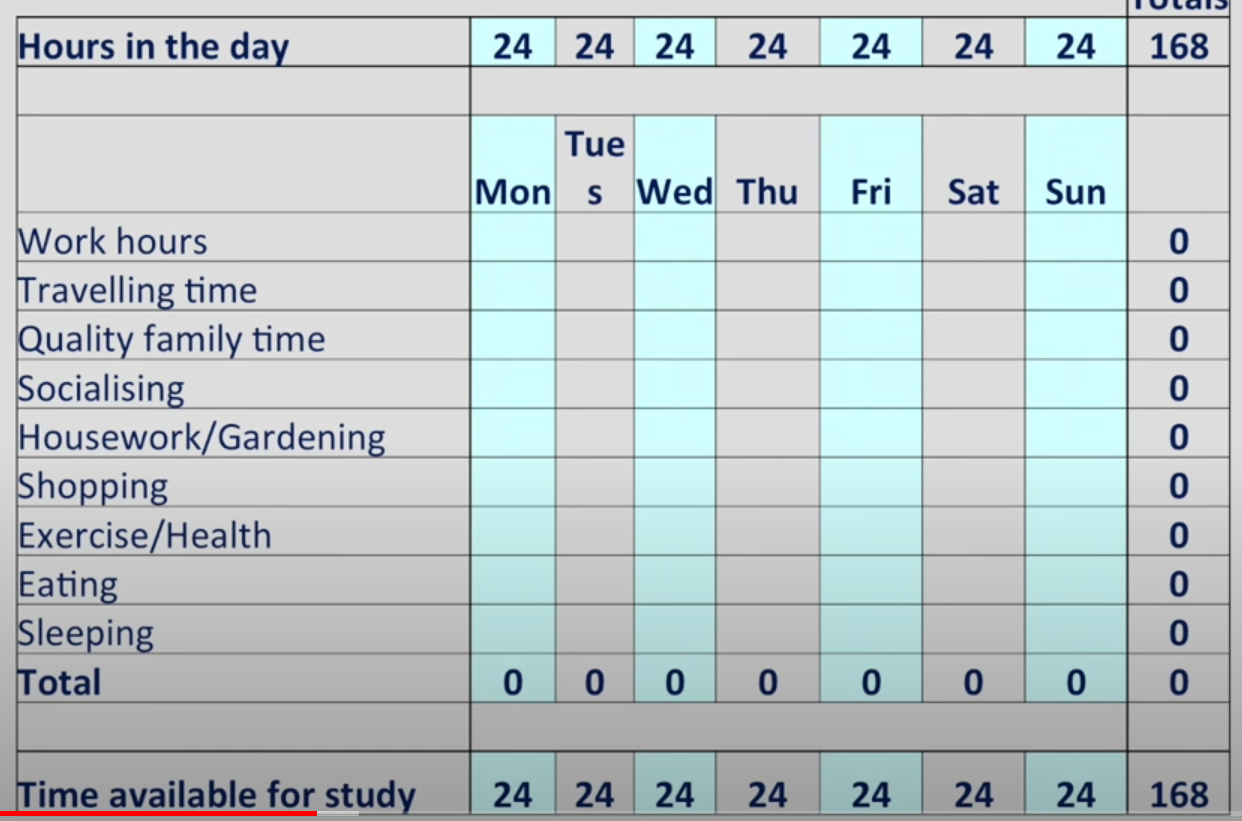 Totals
Hours in the day 24 24 24 24 24 24 24 168
Mon Tues Wed Thu Fri Sat Sun
Work hours 0
Travelling time 0
Quality family time 0
Socialising 0
Housework/Gardening 0
Shopping 0
Exercise/Health 0
Eating 0
Sleeping 0
Total 0 0 0 0 0 0 0 0
Time available for study 24 24 24 24 24 24 24 168